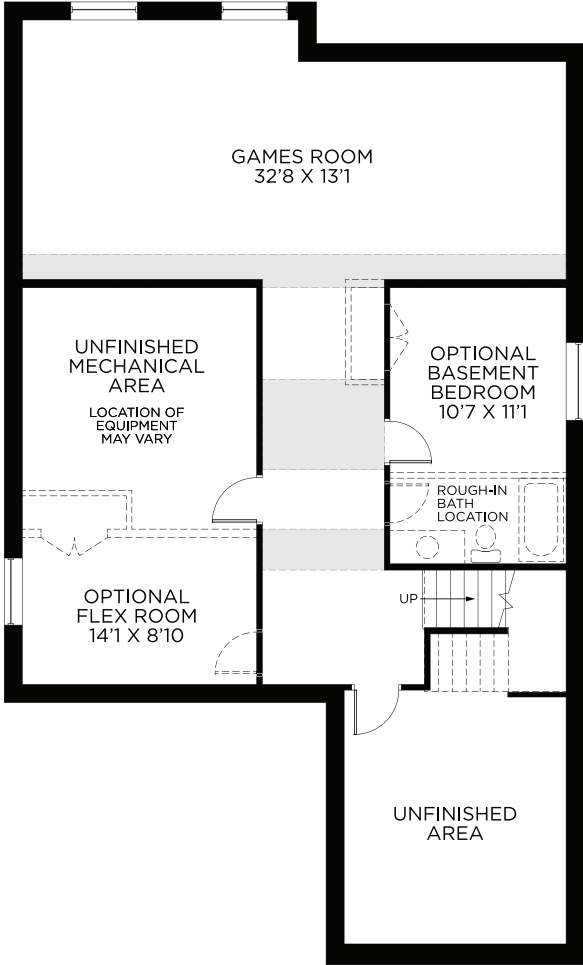 GAMES ROOM
32'8 X 13'1
UNFINISHED
MECHANICAL
AREA
LOCATION OF
EQUIPMENT
MAY VARY
OPTIONAL
BASEMENT
BEDROOM
10'7 X 11'1
ROUGH-IN
BATH
LOCATION
OPTIONAL
FLEX ROOM
14'1 X 8'10
UP
UNFINISHED
AREA